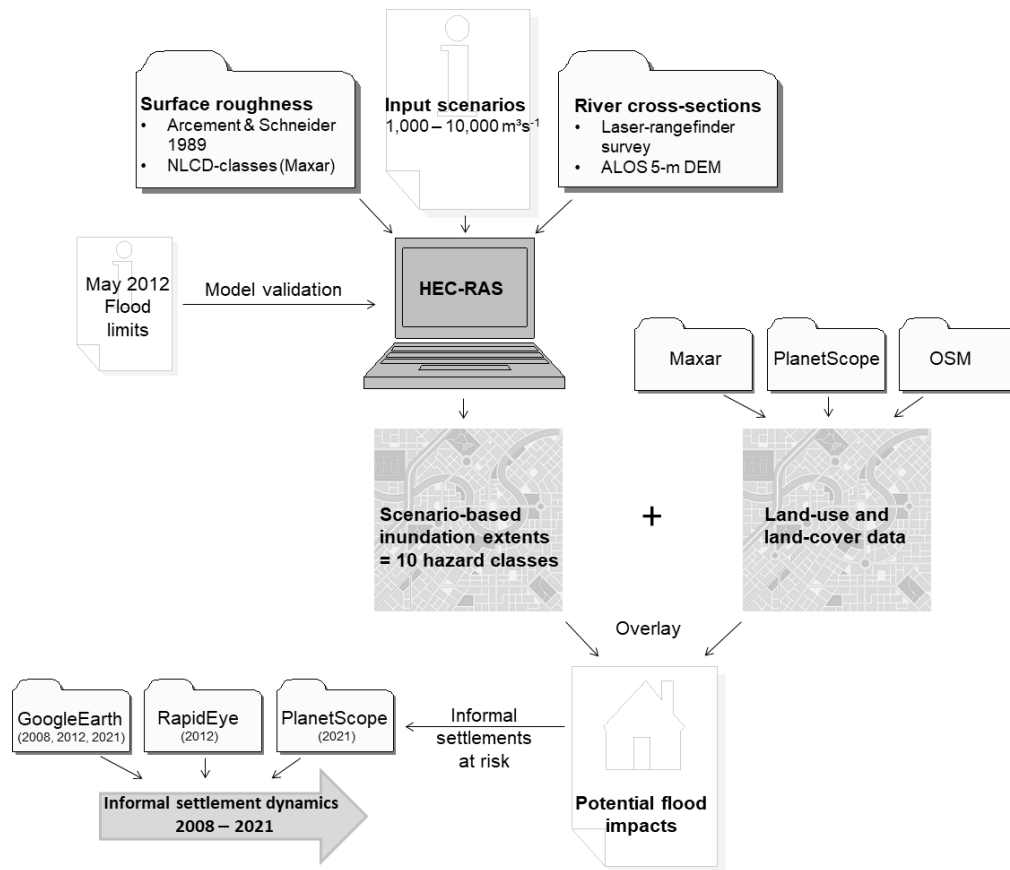 Surface roughness
• Arcement & Schneider
1989
• NLCD-classes (Maxar)
Input scenarios
1,000 – 10,000 m³s⁻¹
River cross-sections
• Laser-rangefinder
survey
• ALOS 5-m DEM
May 2012
Flood
limits
Model validation
HEC-RAS
Maxar
PlanetScope
OSM
Scenario-based
inundation extents
= 10 hazard classes
+
Land-use and
land-cover data
Overlay
GoogleEarth
(2008, 2012, 2021)
RapidEye
(2012)
PlanetScope
(2021)
Informal
settlements
at risk
Informal settlement dynamics
2008 – 2021
Potential flood
impacts